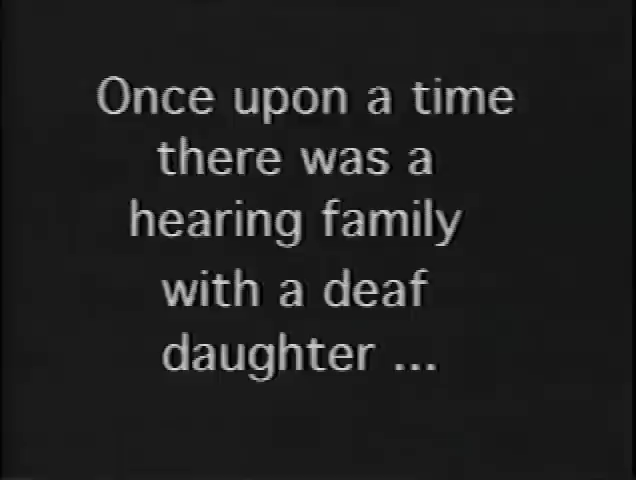 Once upon a time
there was a
hearing family
with a deaf
daughter ...